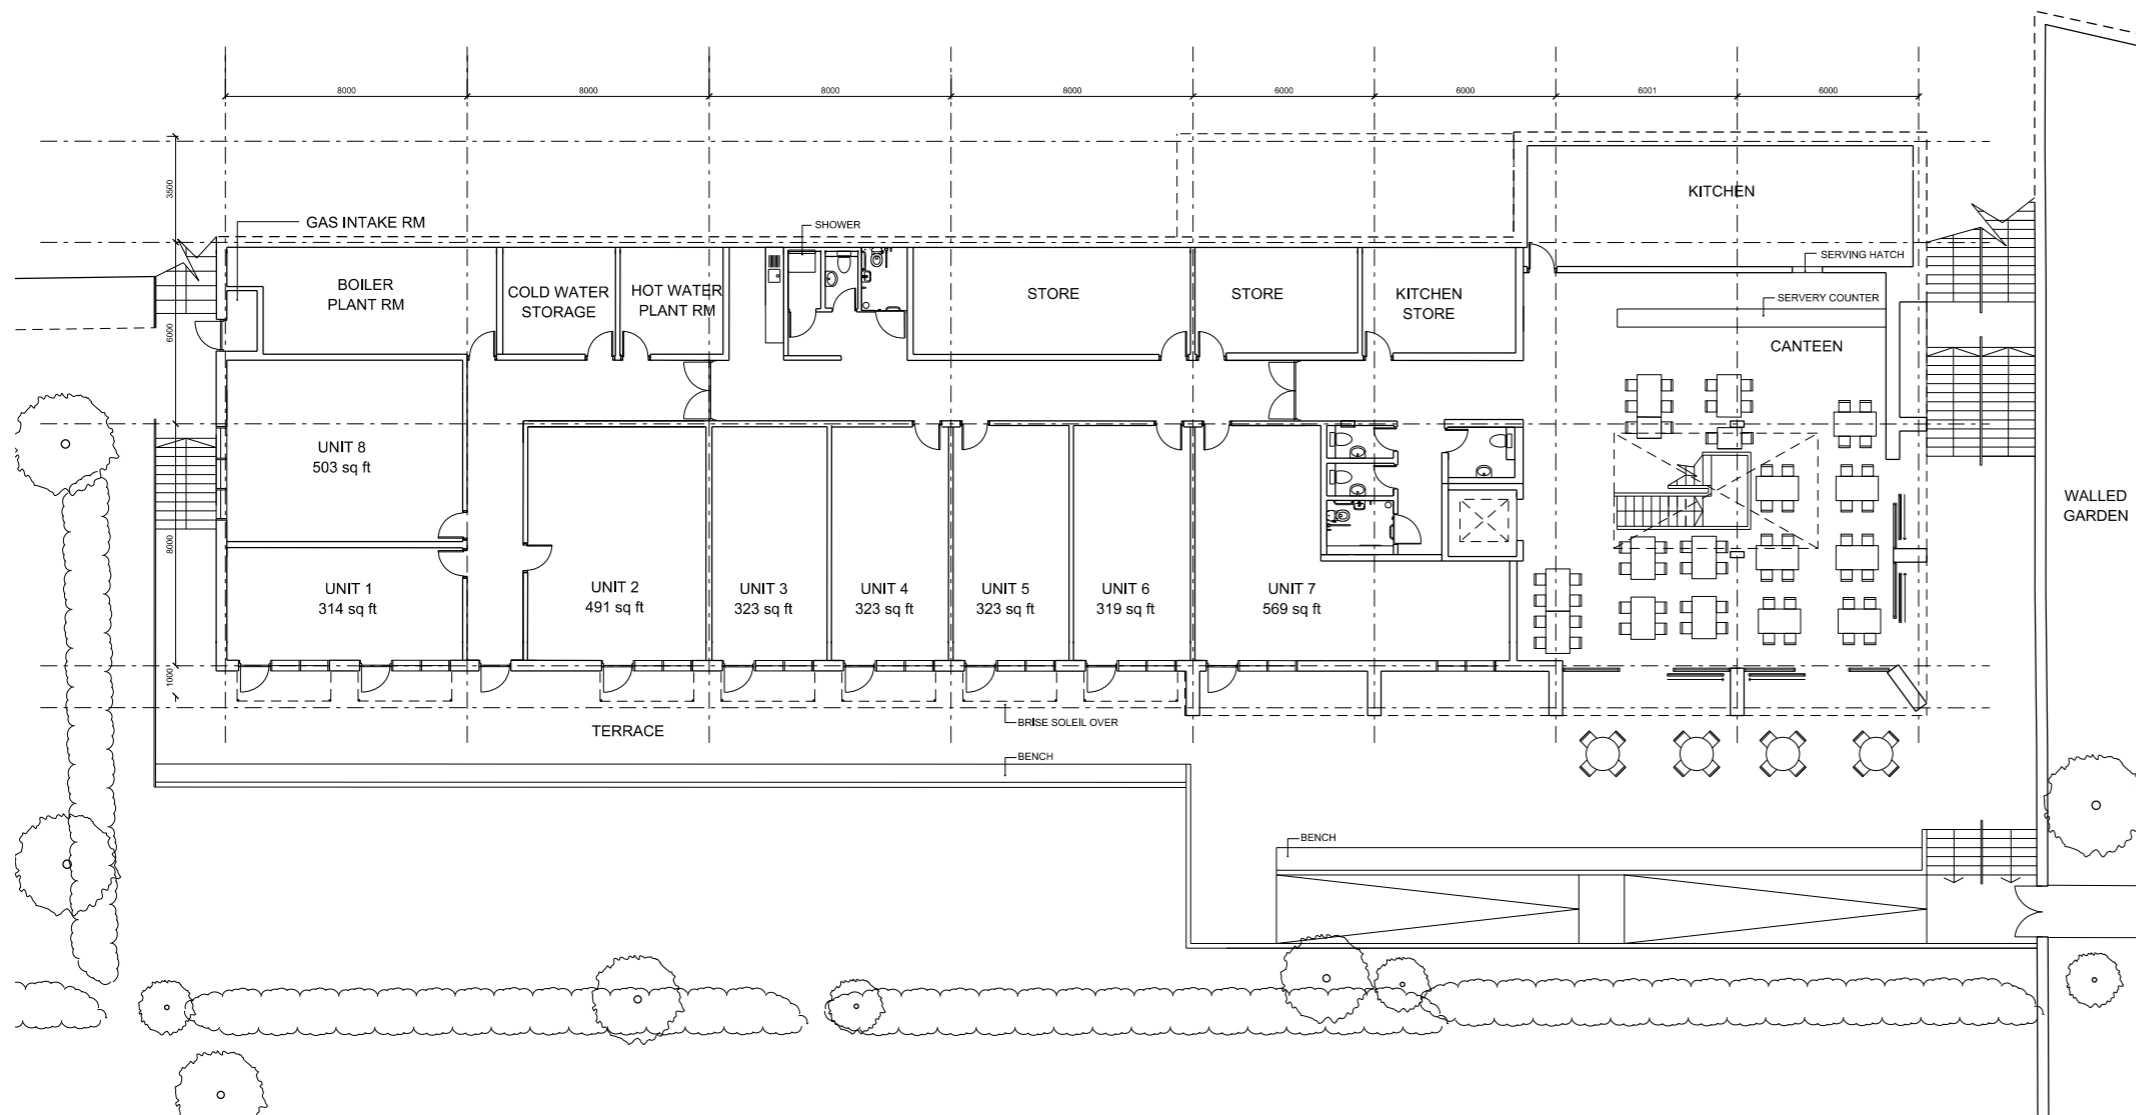 8000
8000
8000
8000
6000
6000
6001
6000
3500
6000
8000
1000
GAS INTAKE RM
SHOWER
KITCHEN
SERVING HATCH
BOILER
PLANT RM
COLD WATER
STORAGE
HOT WATER
PLANT RM
STORE
STORE
KITCHEN
STORE
SERVERY COUNTER
CANTEEN
UNIT 8
503 sq ft
WALLED
GARDEN
UNIT 1
314 sq ft
UNIT 2
491 sq ft
UNIT 3
323 sq ft
UNIT 4
323 sq ft
UNIT 5
323 sq ft
UNIT 6
319 sq ft
UNIT 7
569 sq ft
TERRACE
BRISE SOLEIL OVER
BENCH
BENCH